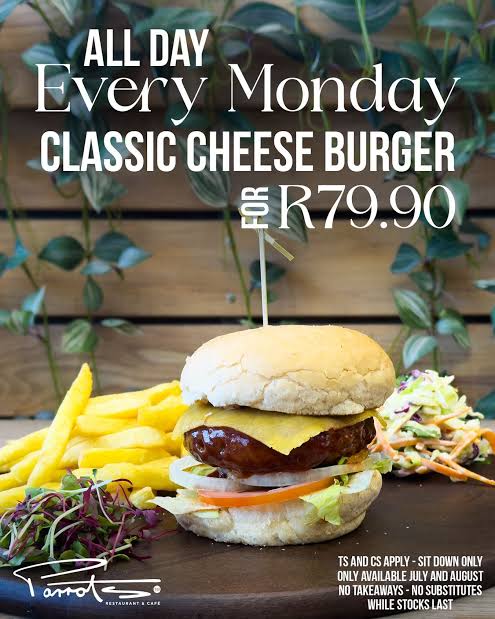 ALL DAY
Every Monday
CLASSIC CHEESE BURGER
FOR R79.90
TS AND CS APPLY - SIT DOWN ONLY
ONLY AVAILABLE JULY AND AUGUST
NO TAKEAWAYS - NO SUBSTITUTES
WHILE STOCKS LAST
Parrots
RESTAURANT & CAFÉ